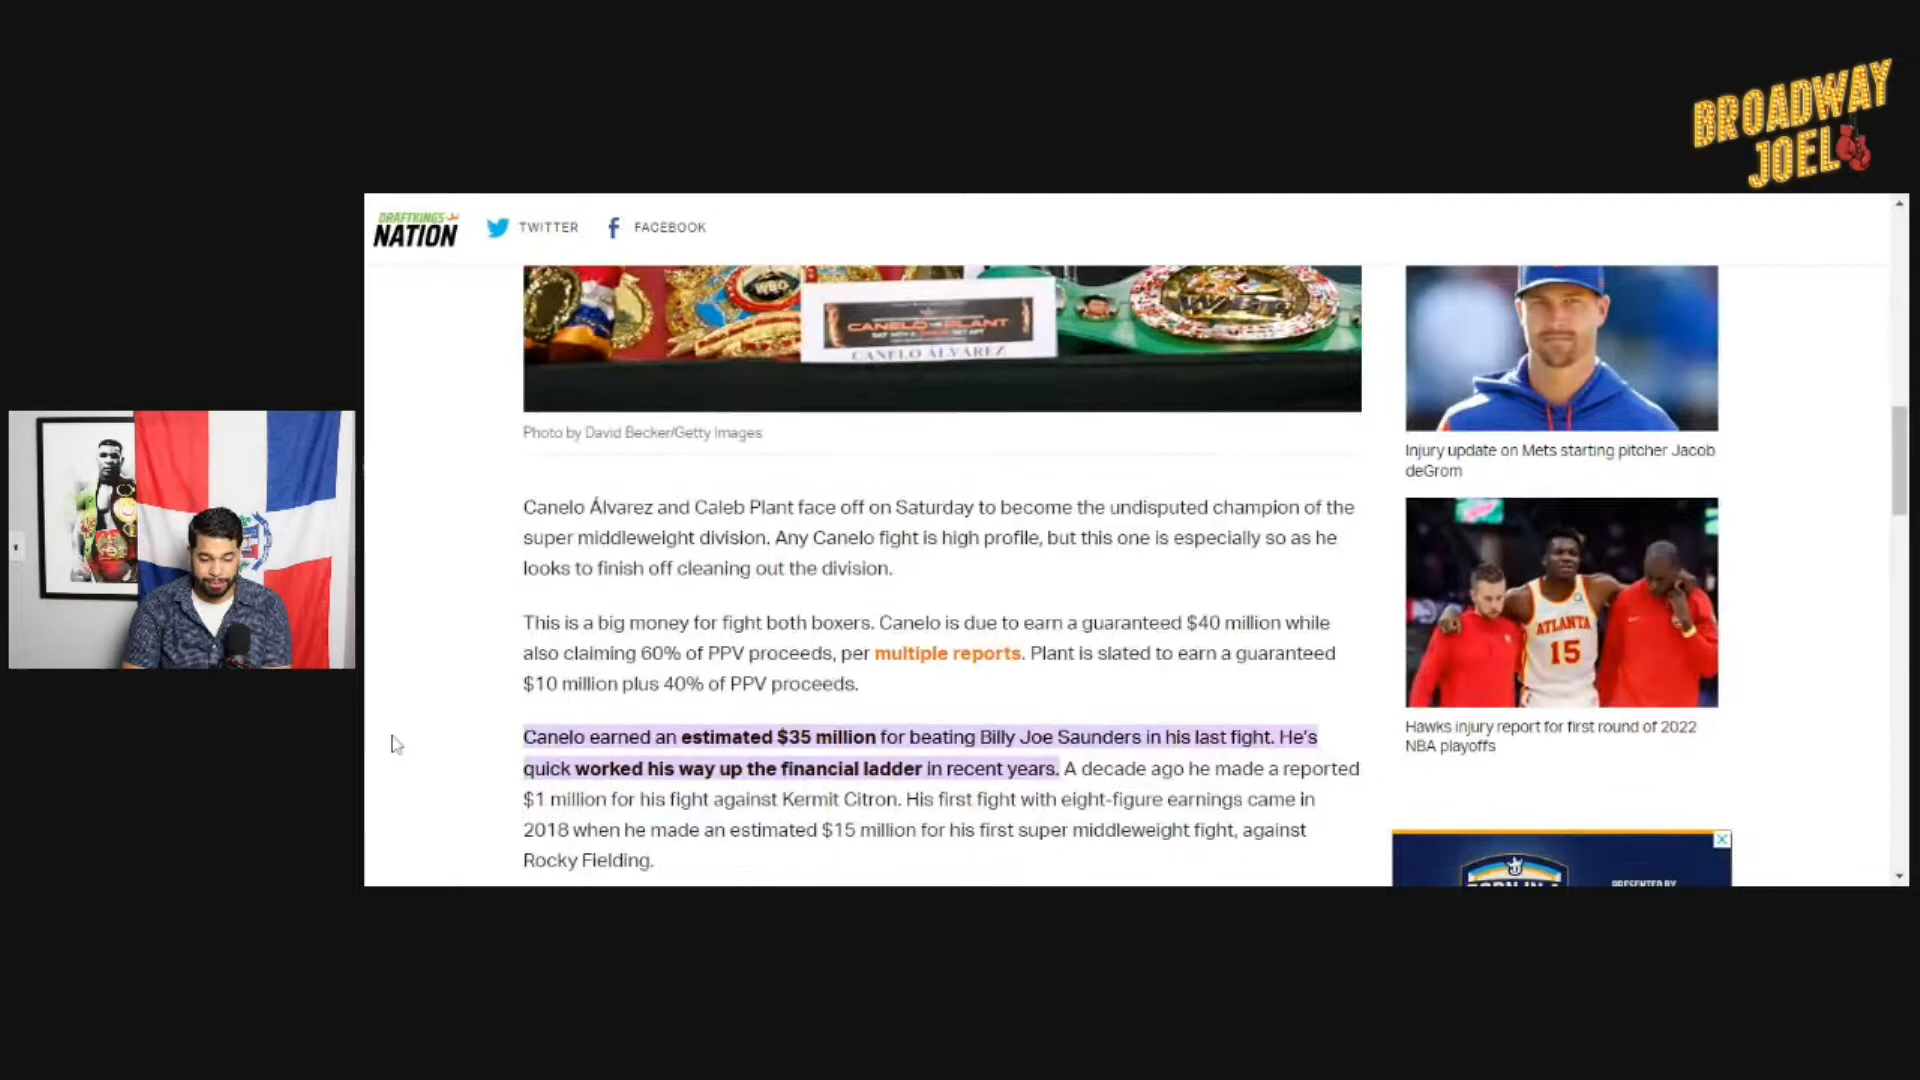 BROADWAY
JOEL
DRAFTKINGS
NATION
TWITTER
FACEBOOK
WBO
CANELO PLANT
CANELO ÁLVAREZ
Photo by David Becker/Getty Images
Canelo Álvarez and Caleb Plant face off on Saturday to become the undisputed champion of the
super middleweight division. Any Canelo fight is high profile, but this one is especially so as he
looks to finish off cleaning out the division.
This is a big money for fight both boxers. Canelo is due to earn a guaranteed $40 million while
also claiming 60% of PPV proceeds, per multiple reports. Plant is slated to earn a guaranteed
$10 million plus 40% of PPV proceeds.
Canelo earned an estimated $35 million for beating Billy Joe Saunders in his last fight. He's
quick worked his way up the financial ladder in recent years. A decade ago he made a reported
$1 million for his fight against Kermit Citron. His first fight with eight-figure earnings came in
2018 when he made an estimated $15 million for his first super middleweight fight, against
Rocky Fielding.
Injury update on Mets starting pitcher Jacob
deGrom
ATLANTA
15
Hawks injury report for first round of 2022
NBA playoffs
PRESENTED BY